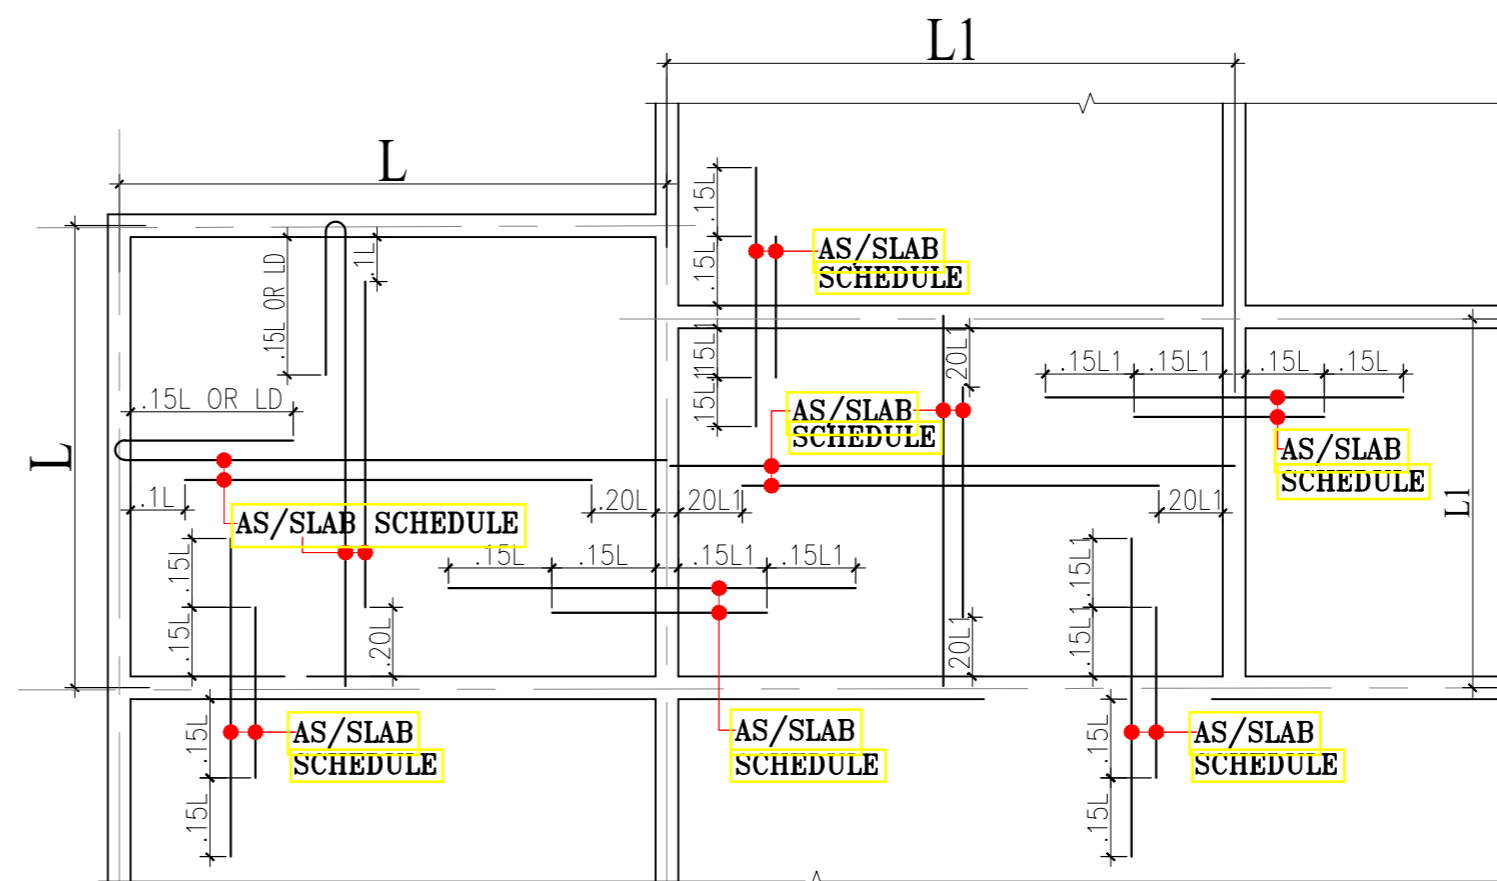 L1
L
.15L
AS/SLAB
SCHEDULE
.1L
.15L OR LD
.15L
15L1
15L1
20L1
.15L1
.15L1
.15L
.15L
.15L OR LD
AS/SLAB
SCHEDULE
AS/SLAB
SCHEDULE
L
L1
.1L
.20L
20L1
.20L1
AS/SLAB SCHEDULE
.15L
.15L
.15L1
.15L1
.15L
.15L1
.15L
.20L
20L1
.15L1
.15L
AS/SLAB
SCHEDULE
AS/SLAB
SCHEDULE
.15L
AS/SLAB
SCHEDULE
.15L
.15L